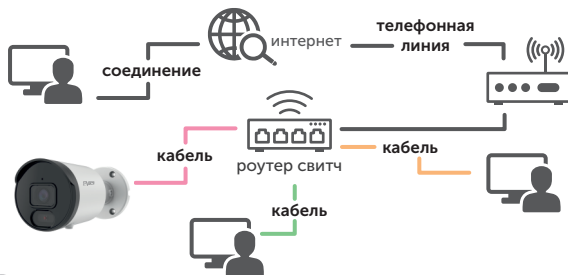 интернет
телефонная
линия
соединение
кабель
роутер свитч
кабель
кабель